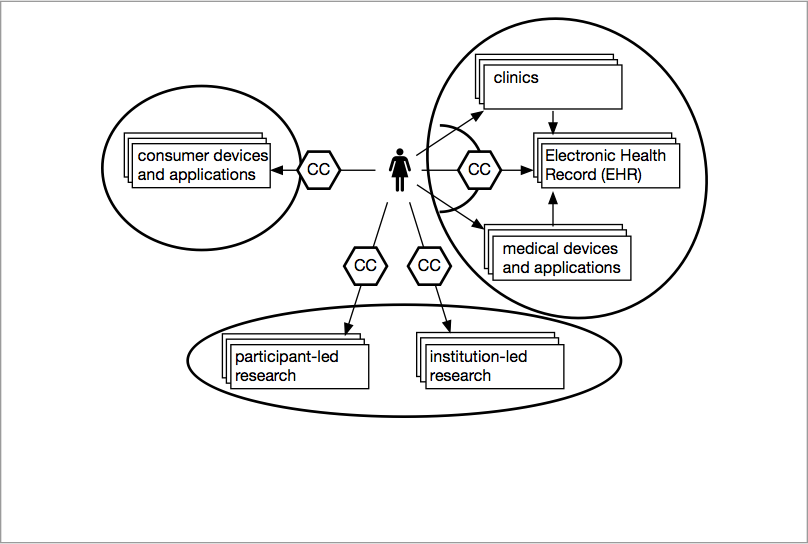 clinics
consumer devices
and applications
CC
CC
Electronic Health
Record (EHR)
medical devices
and applications
CC
CC
participant-led
research
institution-led
research